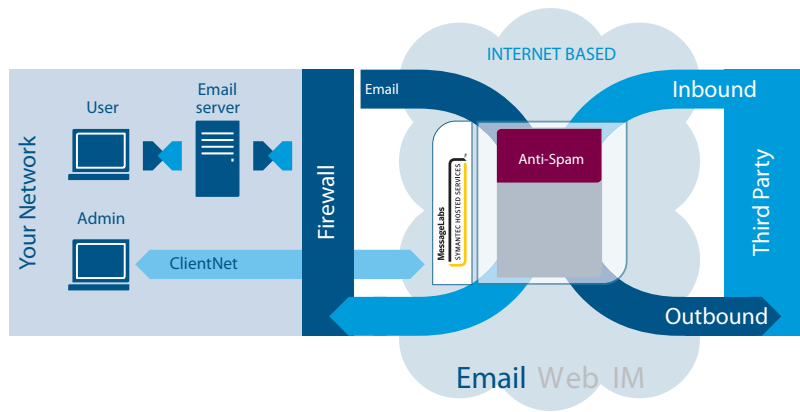 INTERNET BASED
User
Email
server
Email
Inbound
Your Network
Firewall
MessageLabs
SYMANTEC HOSTED SERVICES
™
Anti-Spam
Third Party
Admin
ClientNet
Outbound
Email Web IM